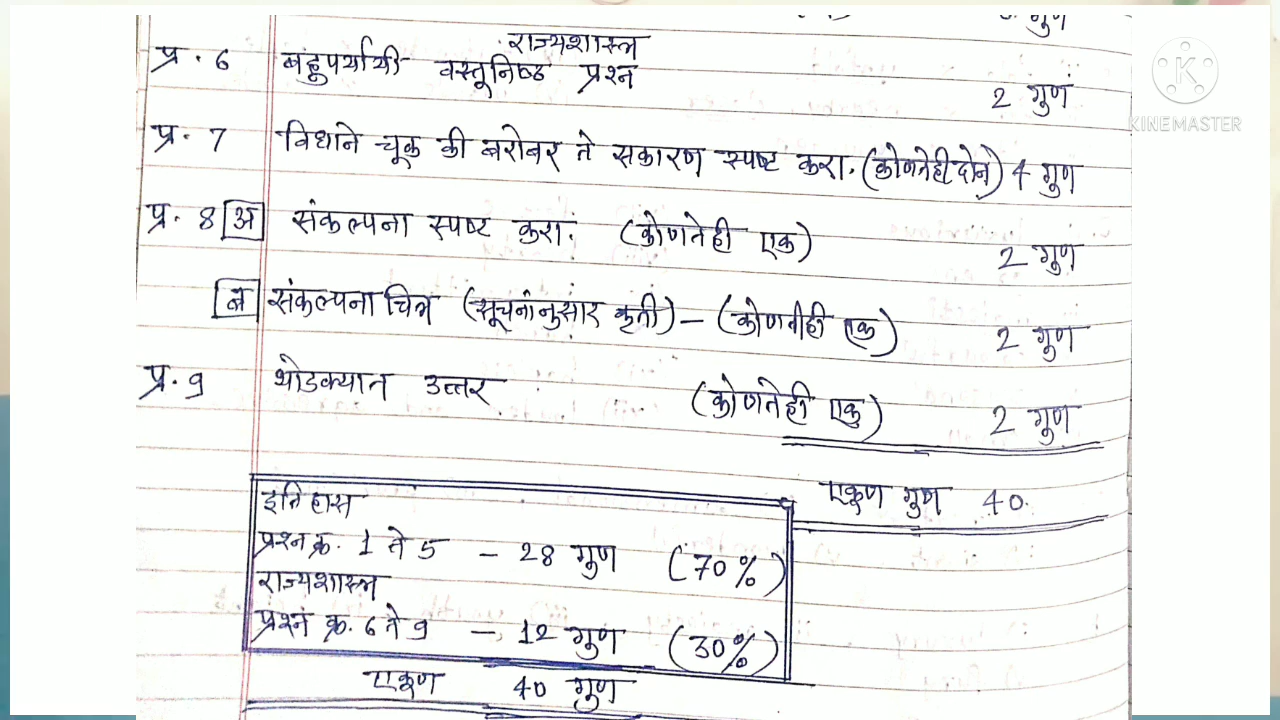 गुण
राज्यशास्त्र
प्र. 6 बहुपर्यायी वस्तूनिष्ठ प्रश्न 2 गुण
KINEMASTER
प्र. 7 विधाने चूक की बरोबर ते सकारण स्पष्ट करा. (कोणतेही दोन) 4 गुण
प्र. 8 अ संकल्पना स्पष्ट करा. (कोणतेही एक) 2 गुण
ब संकल्पना चित्र (सूचनांनुसार कृती) – (कोणतीही एक) 2 गुण
प्र. 9 थोडक्यात उत्तर (कोणतेही एक) 2 गुण
एकूण गुण 40.
इतिहास
प्रश्न क्र. 1 ते 5 – 28 गुण (70%)
राज्यशास्त्र
प्रश्न क्र. 6 ते 9 – 12 गुण (30%)
एकूण 40 गुण